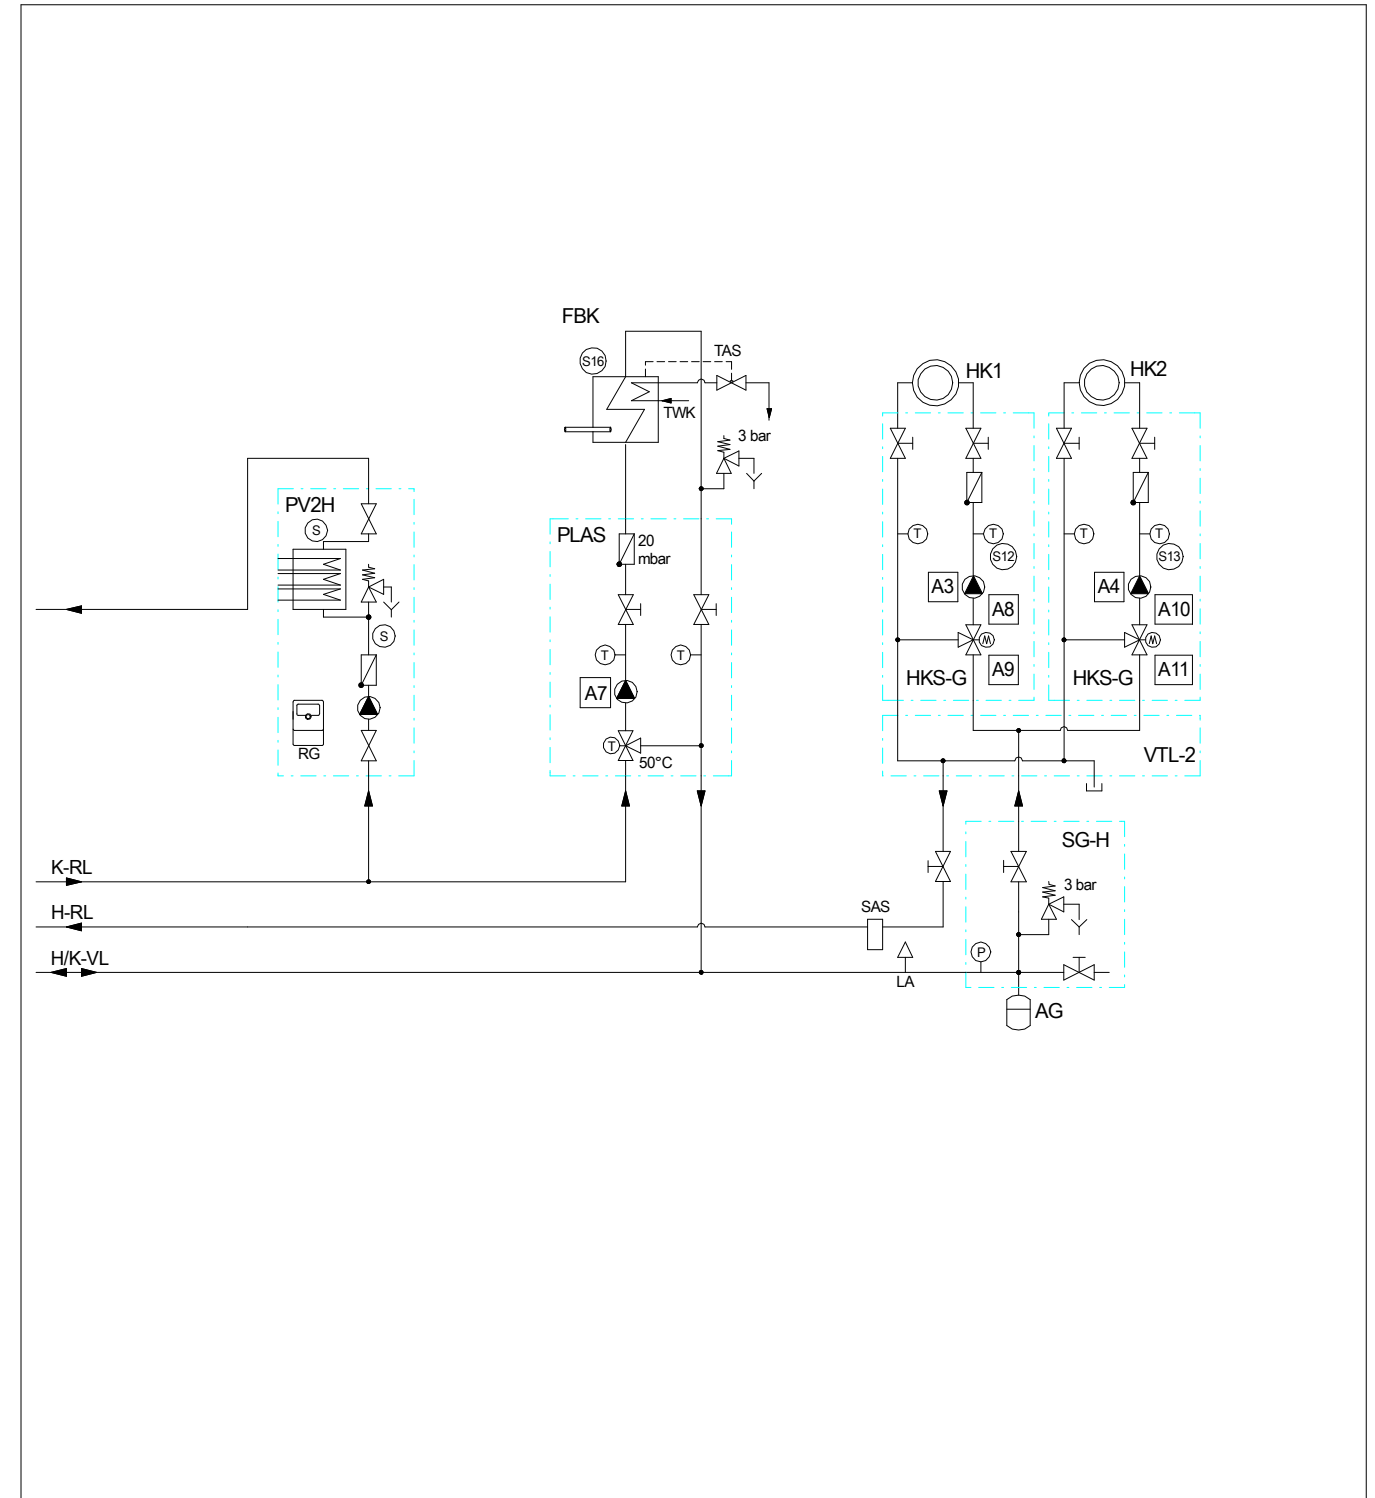 FBK
S16
TAS
TWK
3 bar
HK1
HK2
PV2H
S
S
RG
PLAS
20
mbar
T
T
A7
T
50°C
T
T
S12
A3
A8
M
HKS-G
A9
T
T
S13
A4
A10
M
HKS-G
A11
VTL-2
SG-H
3 bar
K-RL
H-RL
SAS
H/K-VL
LA
P
AG